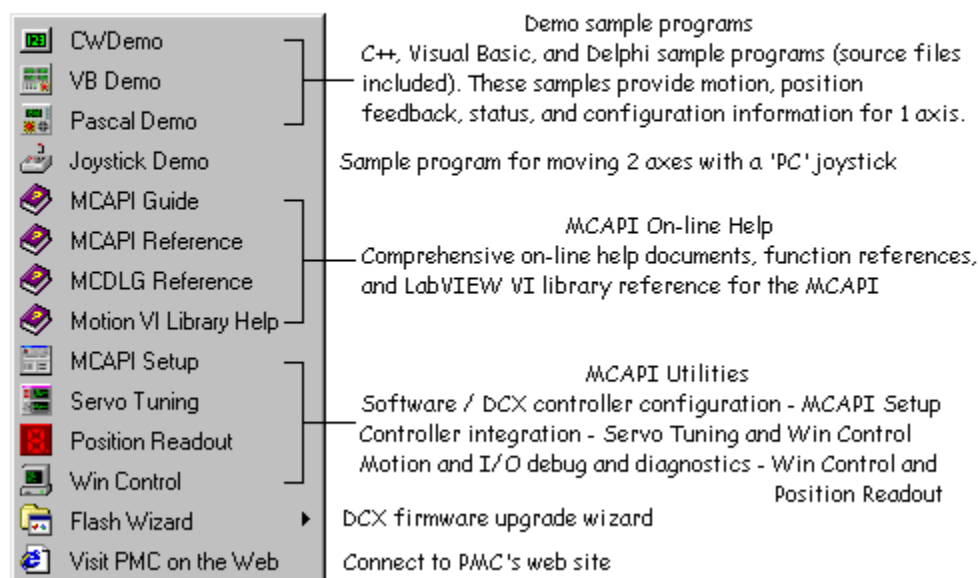 CWDemo
VB Demo
Pascal Demo
Joystick Demo
MCAPI Guide
MCAPI Reference
MCDLG Reference
Motion VI Library Help
MCAPI Setup
Servo Tuning
Position Readout
Win Control
Flash Wizard
Visit PMC on the Web
Demo sample programs
C++, Visual Basic, and Delphi sample programs (source files
included). These samples provide motion, position
feedback, status, and configuration information for 1 axis.
Sample program for moving 2 axes with a 'PC' joystick
MCAPI On-line Help
Comprehensive on-line help documents, function references,
and LabVIEW VI library reference for the MCAPI
MCAPI Utilities
Software / DCX controller configuration - MCAPI Setup
Controller integration - Servo Tuning and Win Control
Motion and I/O debug and diagnostics - Win Control and
Position Readout
DCX firmware upgrade wizard
Connect to PMC's web site